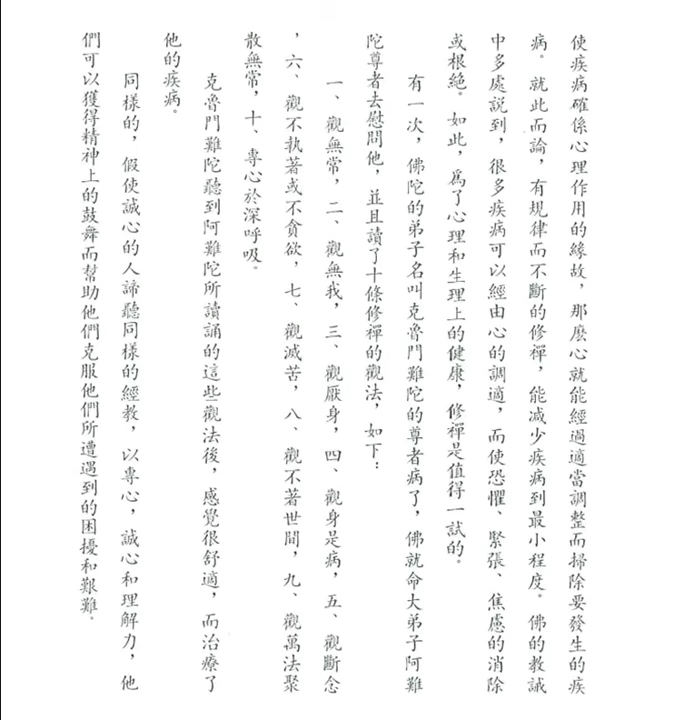 使疾病確係心理作用的緣故，那麽心就能經過適當調整而掃除要發生的疾
病。就此而論，有規律而不斷的修禪，能減少疾病到最小程度。佛的教誡
中多處説到，很多疾病可以經由心的調適，而使恐懼、緊張、焦慮的消除
或根絶。如此，爲了心理和生理上的健康，修禪是值得一試的。
有一次，佛陀的弟子名叫克魯門難陀的尊者病了，佛就命大弟子阿難
陀尊者去慰問他，並且讀了十條修禪的觀法，如下：
一、觀無常，二、觀無我，三、觀厭身，四、觀身是病，五、觀斷念
，六、觀不執著或不貪欲，七、觀滅苦，八、觀不著世間，九、觀萬法聚
散無常，十、專心於深呼吸。
克魯門難陀聽到阿難陀所讀誦的這些觀法後，感覺很舒適，而治療了
他的疾病。
同樣的，假使誠心的人諦聽同樣的經教，以專心，誠心和理解力，他
們可以獲得精神上的鼓舞而幫助他們克服他們所遭遇到的困擾和艱難。